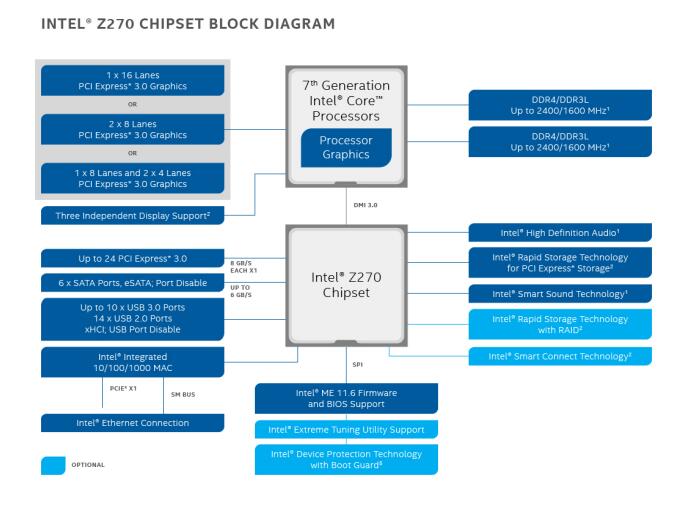 INTEL® Z270 CHIPSET BLOCK DIAGRAM
1 x 16 Lanes
PCI Express* 3.0 Graphics
OR
2 x 8 Lanes
PCI Express* 3.0 Graphics
OR
1 x 8 Lanes and 2 x 4 Lanes
PCI Express* 3.0 Graphics
Three Independent Display Support²
7th Generation
Intel® Core™
Processors
Processor
Graphics
DDR4/DDR3L
Up to 2400/1600 MHz¹
DDR4/DDR3L
Up to 2400/1600 MHz¹
DMI 3.0
Up to 24 PCI Express* 3.0
8 GB/S
EACH X1
6 x SATA Ports, eSATA; Port Disable
UP TO
6 GB/S
Up to 10 x USB 3.0 Ports
14 x USB 2.0 Ports
xHCI; USB Port Disable
Intel® Integrated
10/100/1000 MAC
PCIE* X1
SM BUS
Intel® Ethernet Connection
Intel® Z270
Chipset
Intel® High Definition Audio¹
Intel® Rapid Storage Technology
for PCI Express* Storage²
Intel® Smart Sound Technology¹
Intel® Rapid Storage Technology
with RAID²
Intel® Smart Connect Technology²
SPI
Intel® ME 11.6 Firmware
and BIOS Support
Intel® Extreme Tuning Utility Support
Intel® Device Protection Technology
with Boot Guard⁵
OPTIONAL